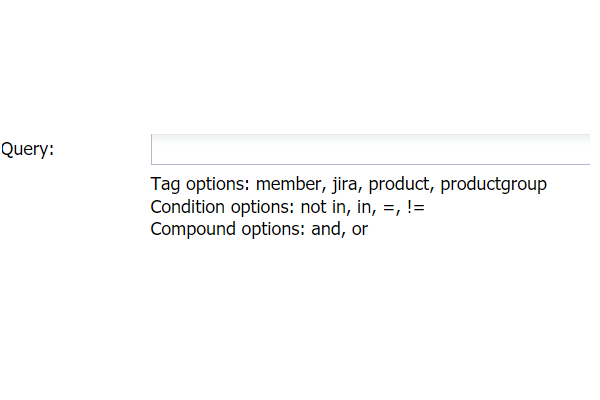 Query:
Tag options: member, jira, product, productgroup
Condition options: not in, in, =, !=
Compound options: and, or